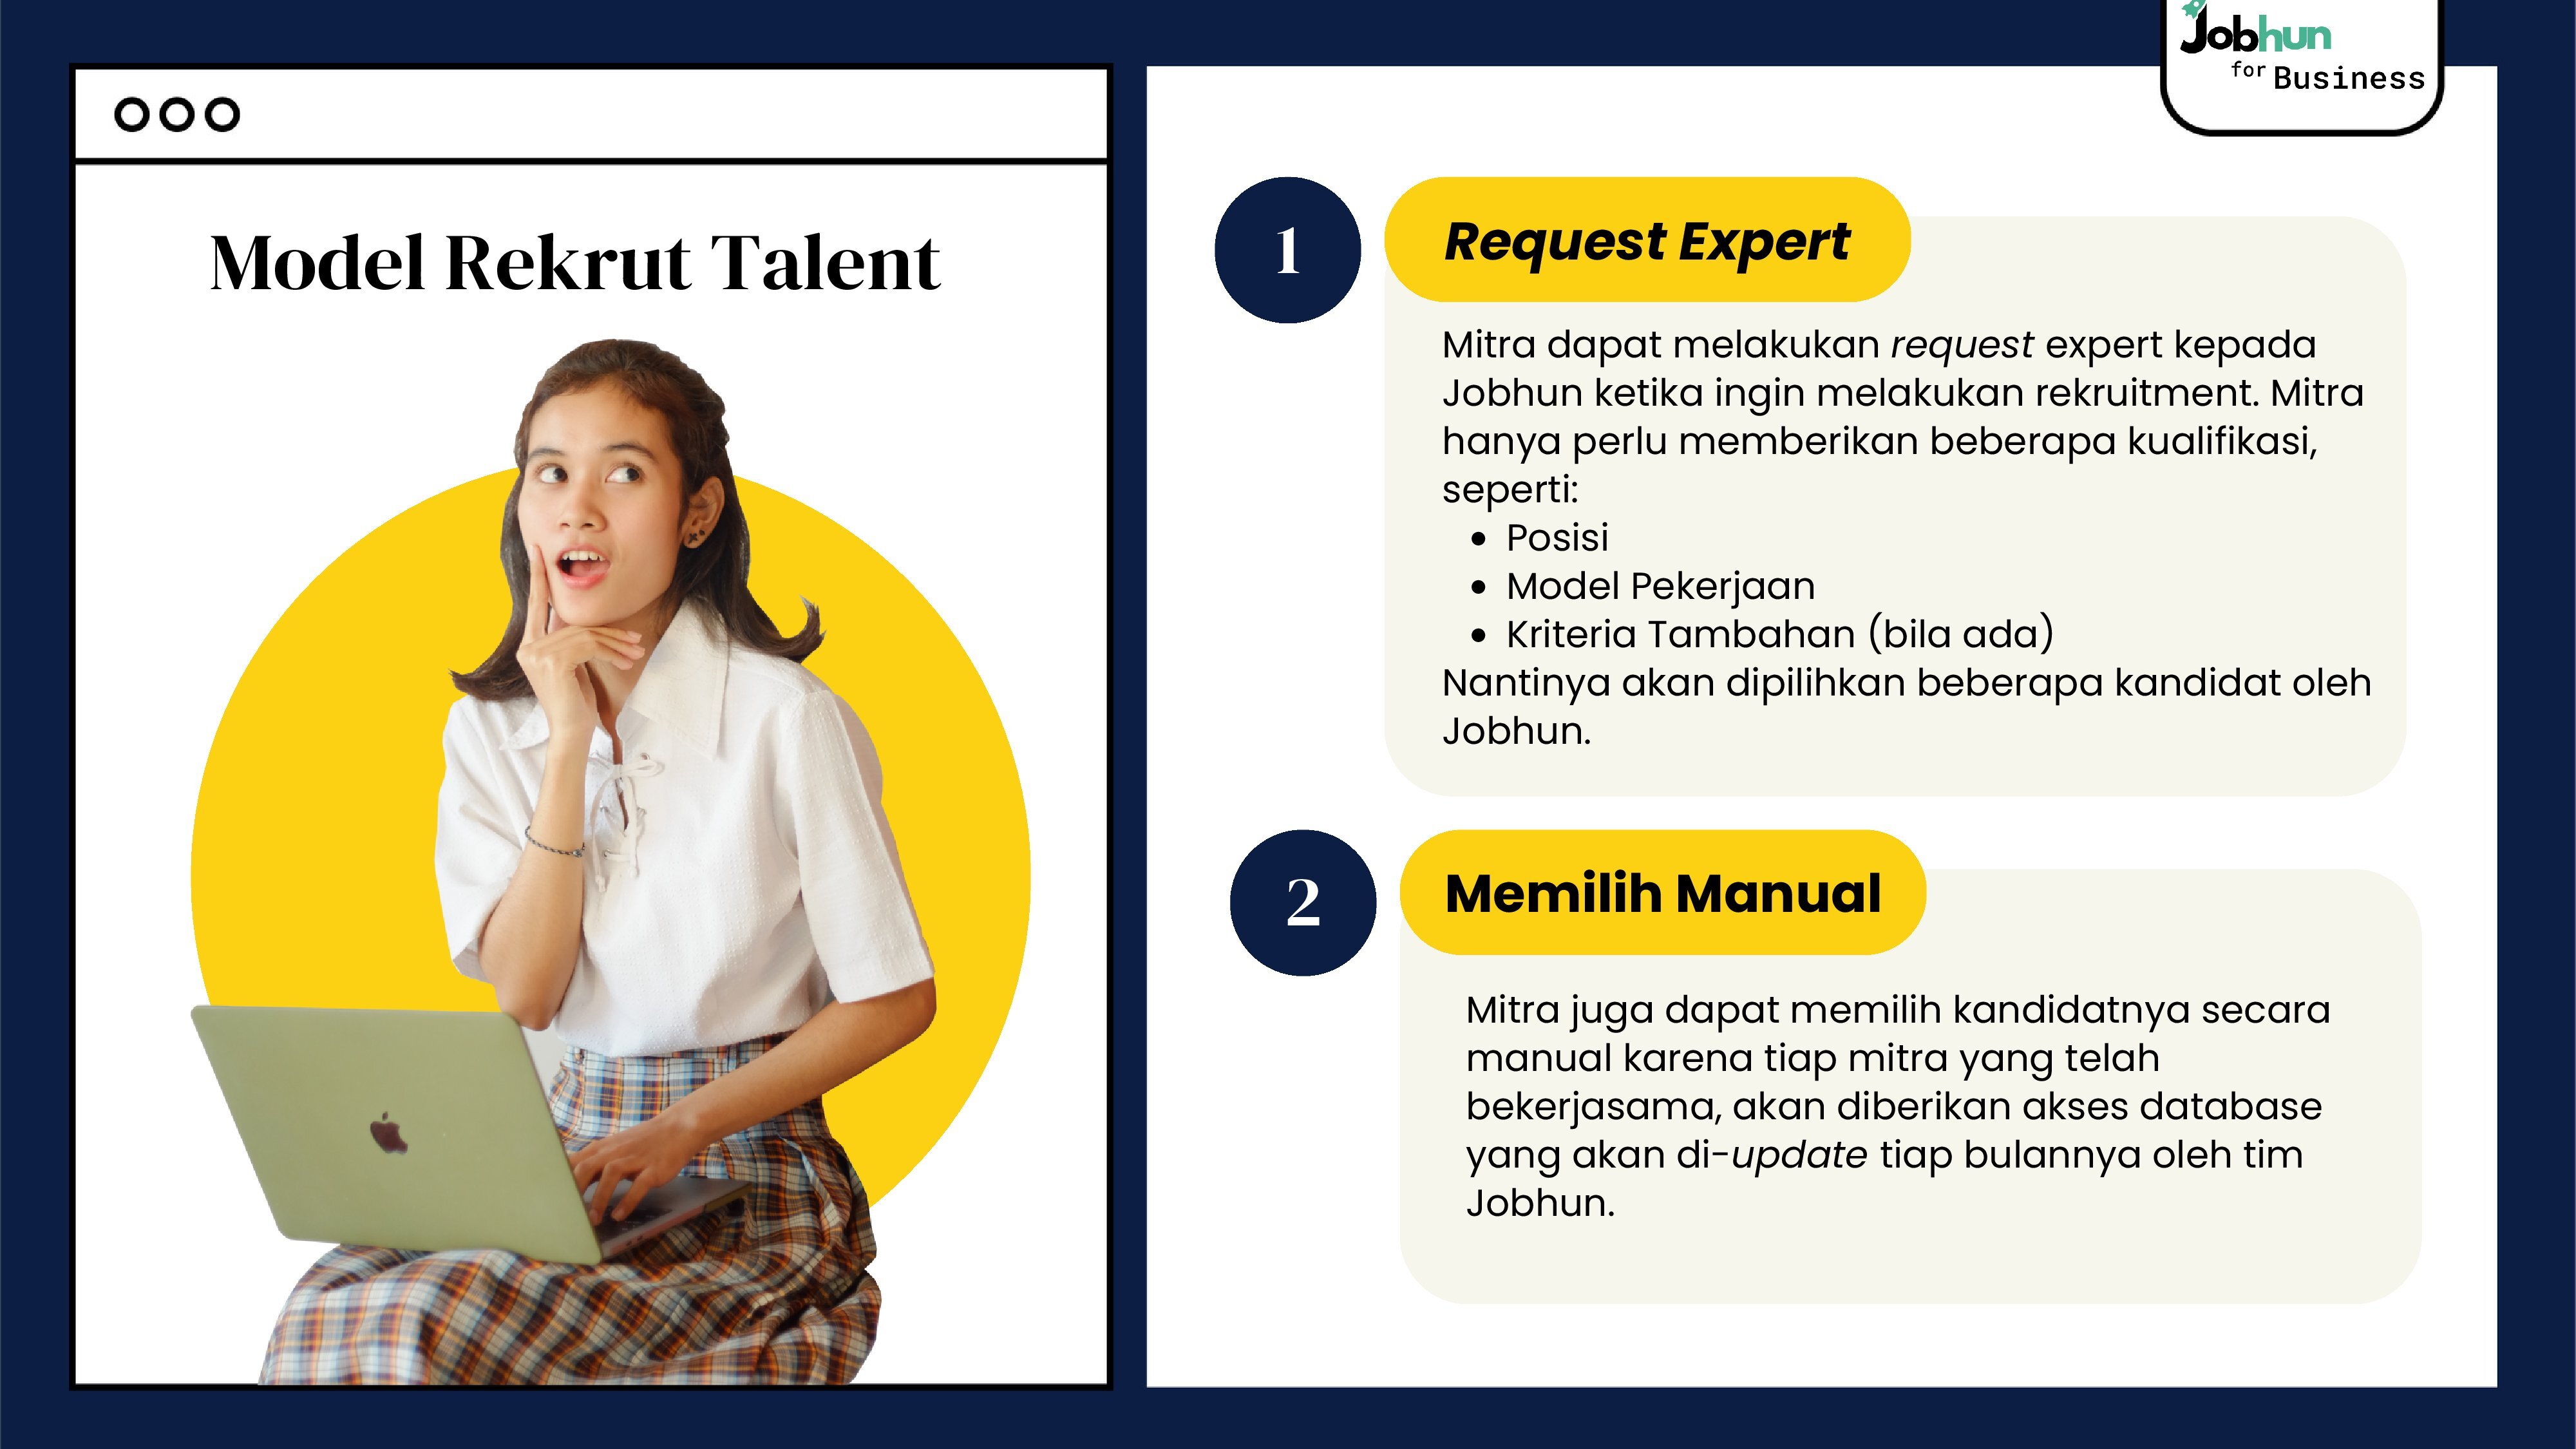 Jobhun
for Business
Model Rekrut Talent
1
Request Expert
Mitra dapat melakukan request expert kepada
Jobhun ketika ingin melakukan rekruitment. Mitra
hanya perlu memberikan beberapa kualifikasi,
seperti:
• Posisi
• Model Pekerjaan
• Kriteria Tambahan (bila ada)
Nantinya akan dipilihkan beberapa kandidat oleh
Jobhun.
2
Memilih Manual
Mitra juga dapat memilih kandidatnya secara
manual karena tiap mitra yang telah
bekerjasama, akan diberikan akses database
yang akan di-update tiap bulannya oleh tim
Jobhun.